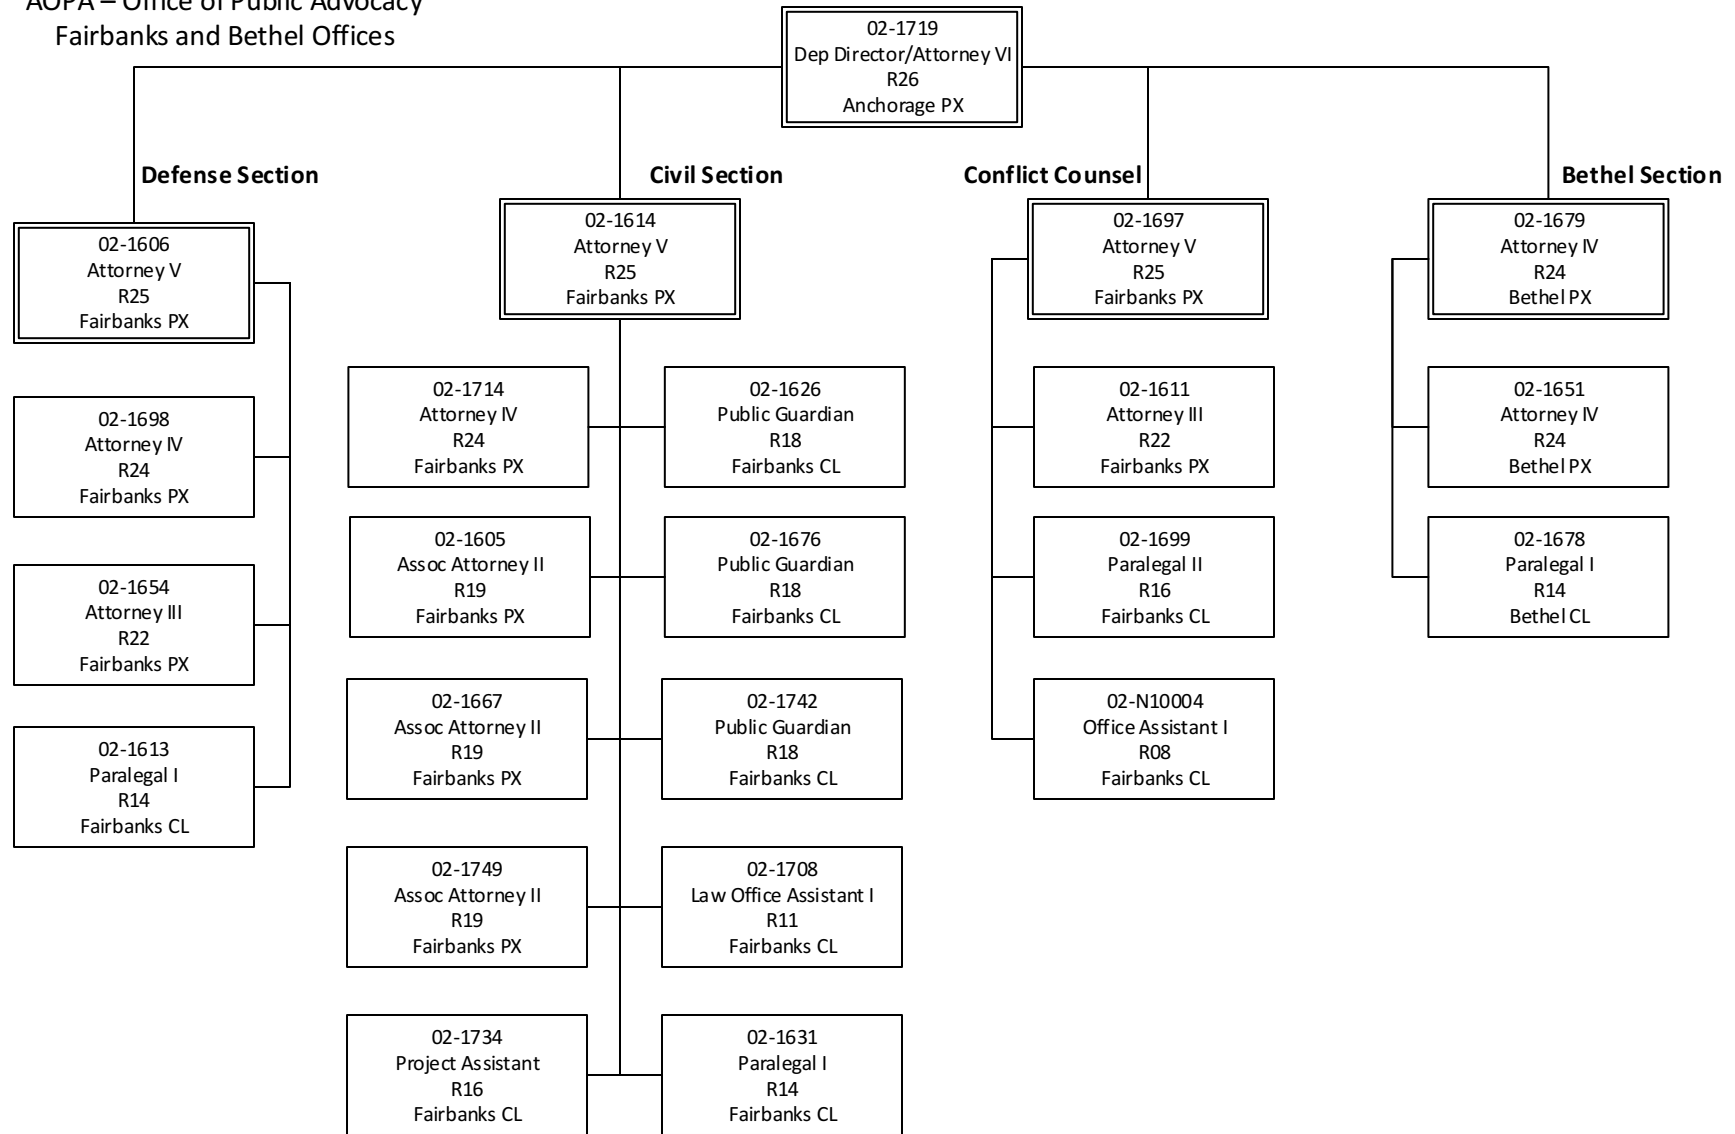 AOPA – Office of Public Advocacy
Fairbanks and Bethel Offices
02-1719
Dep Director/Attorney VI
R26
Anchorage PX
Defense Section
02-1606
Attorney V
R25
Fairbanks PX
02-1698
Attorney IV
R24
Fairbanks PX
02-1654
Attorney III
R22
Fairbanks PX
02-1613
Paralegal I
R14
Fairbanks CL
Civil Section
02-1614
Attorney V
R25
Fairbanks PX
02-1714
Attorney IV
R24
Fairbanks PX
02-1626
Public Guardian
R18
Fairbanks CL
02-1605
Assoc Attorney II
R19
Fairbanks PX
02-1676
Public Guardian
R18
Fairbanks CL
02-1667
Assoc Attorney II
R19
Fairbanks PX
02-1742
Public Guardian
R18
Fairbanks CL
02-1749
Assoc Attorney II
R19
Fairbanks PX
02-1708
Law Office Assistant I
R11
Fairbanks CL
02-1734
Project Assistant
R16
Fairbanks CL
02-1631
Paralegal I
R14
Fairbanks CL
Conflict Counsel
02-1697
Attorney V
R25
Fairbanks PX
02-1611
Attorney III
R22
Fairbanks PX
02-1699
Paralegal II
R16
Fairbanks CL
02-N10004
Office Assistant I
R08
Fairbanks CL
Bethel Section
02-1679
Attorney IV
R24
Bethel PX
02-1651
Attorney IV
R24
Bethel PX
02-1678
Paralegal I
R14
Bethel CL